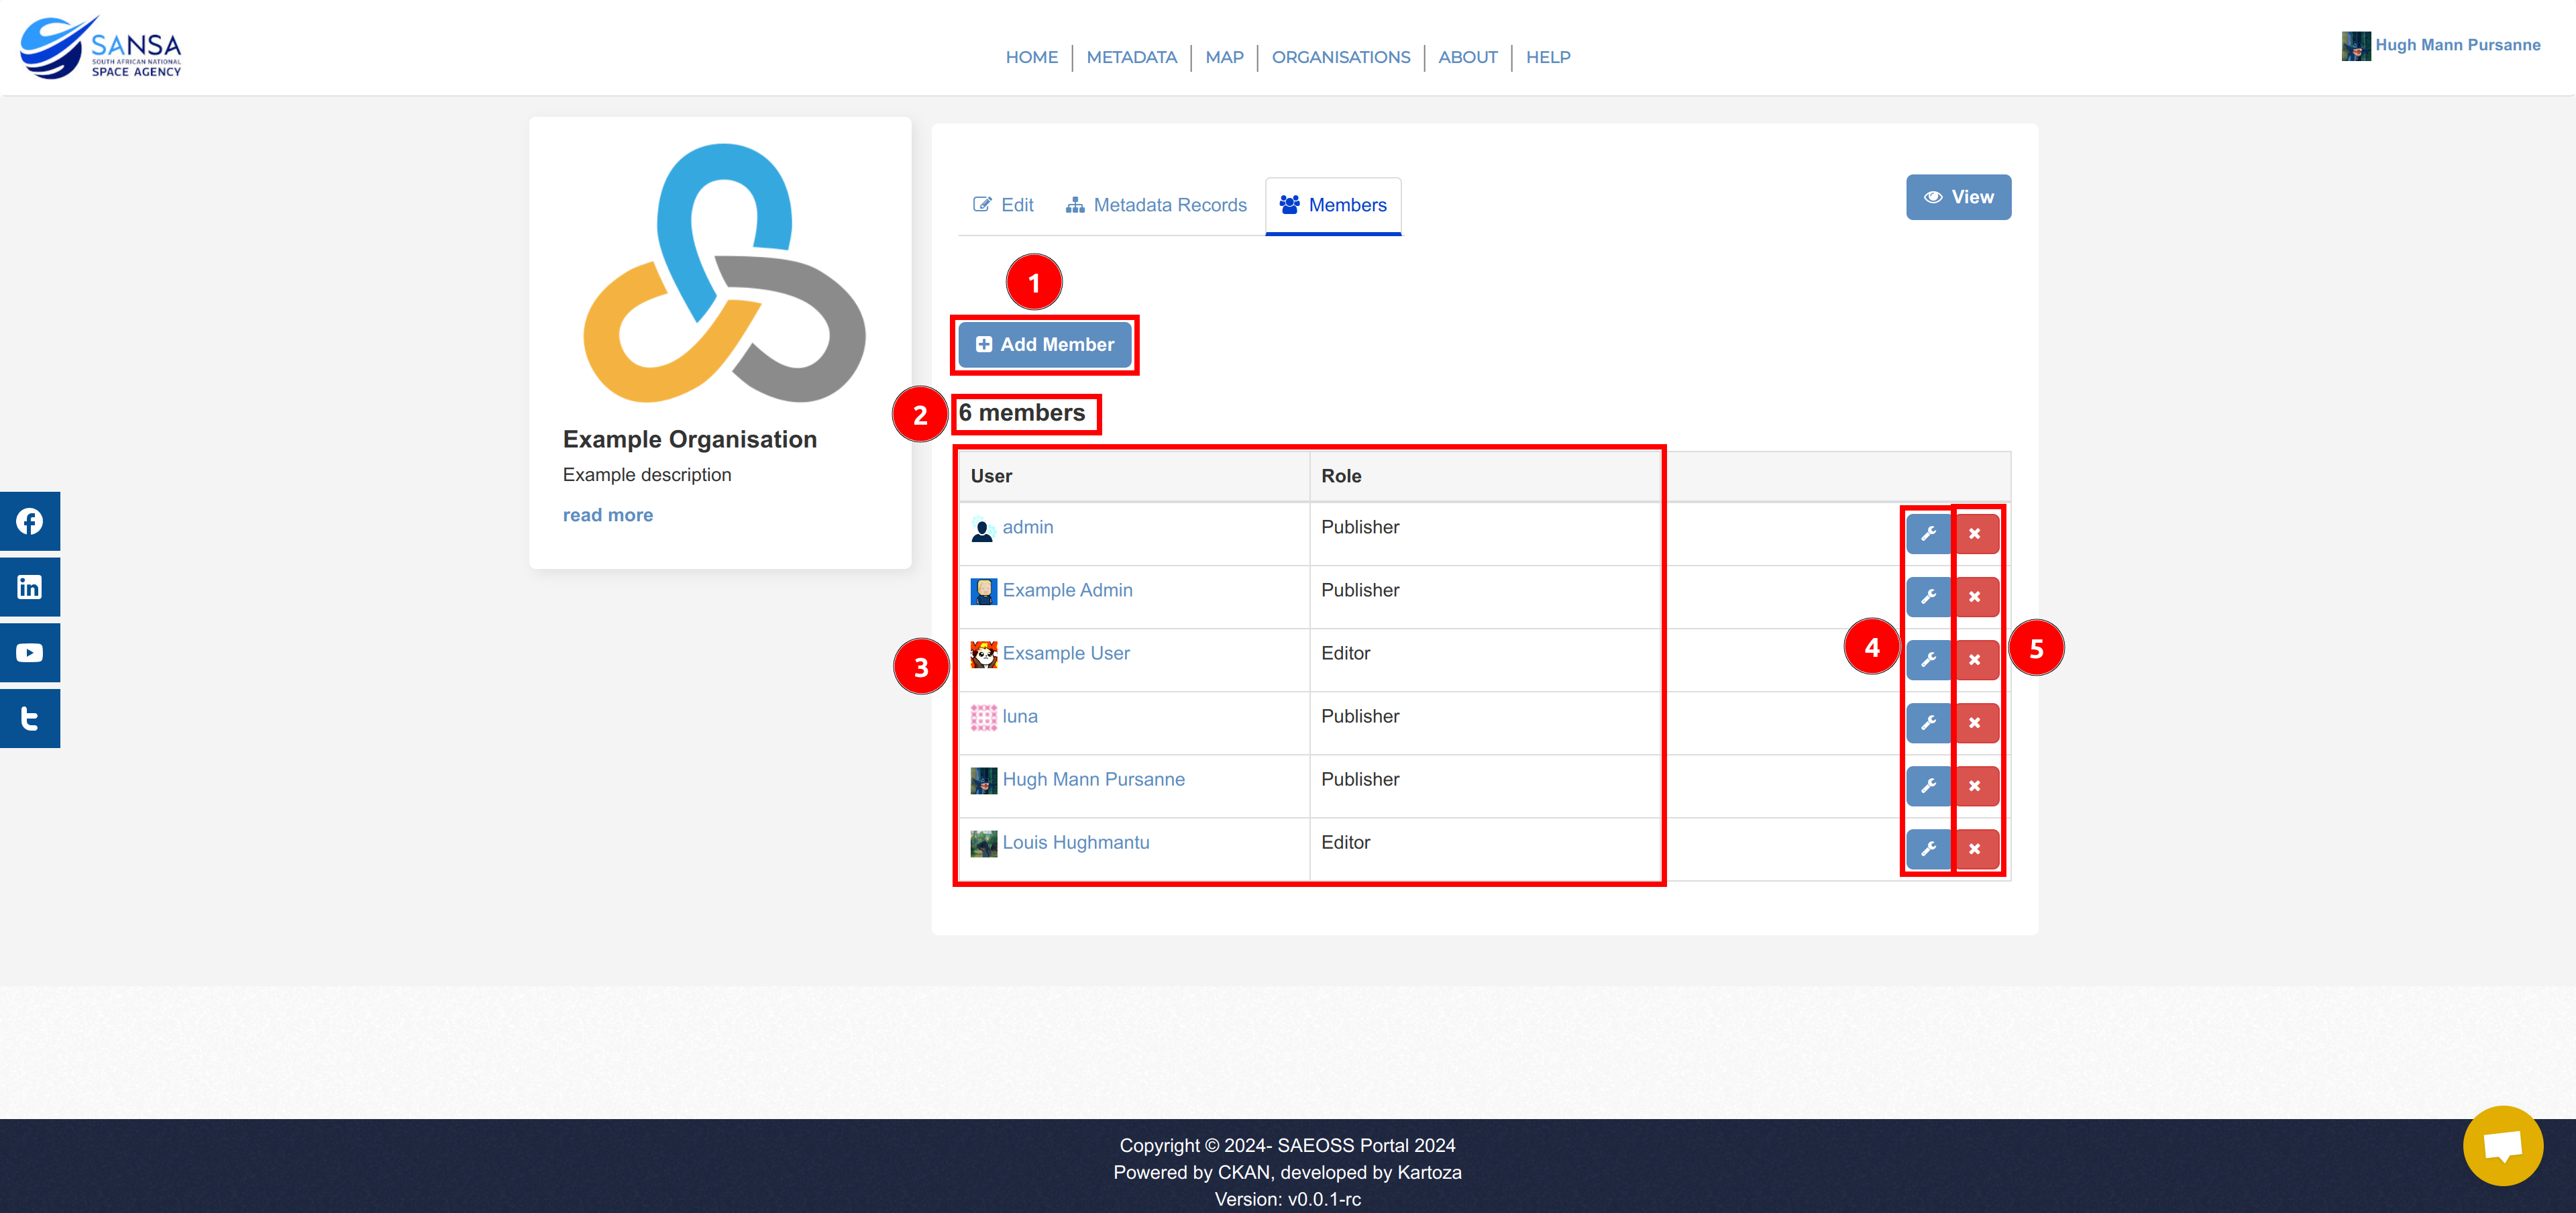 SANSA
SOUTH AFRICAN NATIONAL
SPACE AGENCY
HOME METADATA MAP ORGANISATIONS ABOUT HELP
Hugh Mann Pursanne
Example Organisation
Example description
read more
Edit Metadata Records Members
View
1
Add Member
2
6 members
User Role
admin Publisher
Example Admin Publisher
Exsample User Editor
luna Publisher
Hugh Mann Pursanne Publisher
Louis Hughmantu Editor
3
4
5
Copyright © 2024- SAEOSS Portal 2024
Powered by CKAN, developed by Kartoza
Version: v0.0.1-rc